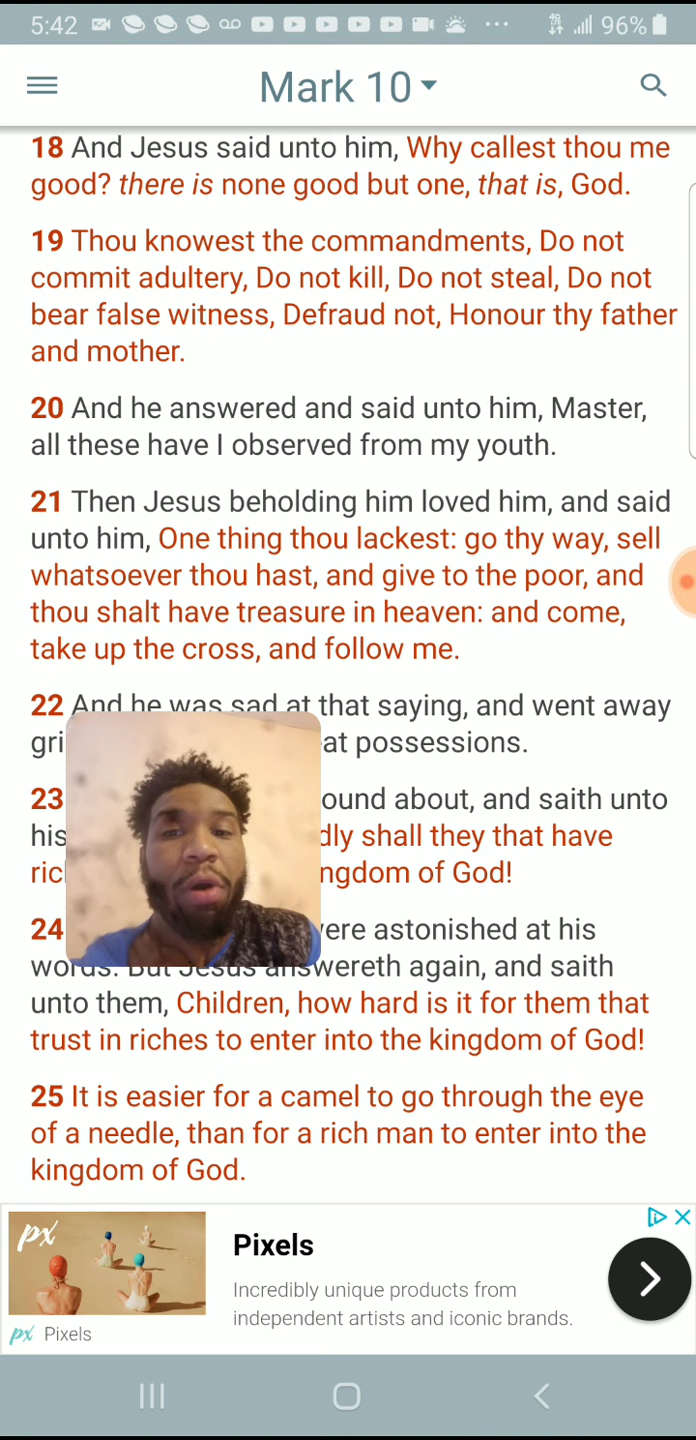 5:42
4G
96%
Mark 10
18 And Jesus said unto him, Why callest thou me
good? there is none good but one, that is, God.
19 Thou knowest the commandments, Do not
commit adultery, Do not kill, Do not steal, Do not
bear false witness, Defraud not, Honour thy father
and mother.
20 And he answered and said unto him, Master,
all these have I observed from my youth.
21 Then Jesus beholding him loved him, and said
unto him, One thing thou lackest: go thy way, sell
whatsoever thou hast, and give to the poor, and
thou shalt have treasure in heaven: and come,
take up the cross, and follow me.
22 And he was sad at that saying, and went away
gri at possessions.
23 ound about, and saith unto
his dly shall they that have
ric ngdom of God!
24 were astonished at his
words. But Jesus answereth again, and saith
unto them, Children, how hard is it for them that
trust in riches to enter into the kingdom of God!
25 It is easier for a camel to go through the eye
of a needle, than for a rich man to enter into the
kingdom of God.
px
Pixels
Incredibly unique products from
independent artists and iconic brands.
px Pixels